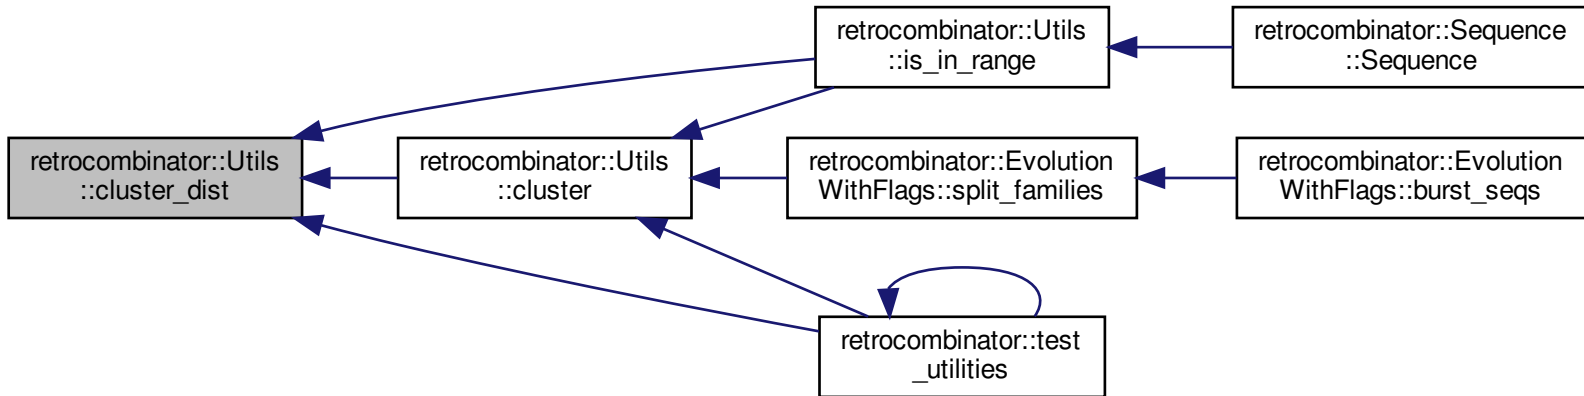 retrocombinator::Utils
::is_in_range
retrocombinator::Sequence
::Sequence
retrocombinator::Utils
::cluster_dist
retrocombinator::Utils
::cluster
retrocombinator::Evolution
WithFlags::split_families
retrocombinator::Evolution
WithFlags::burst_seqs
retrocombinator::test
_utilities